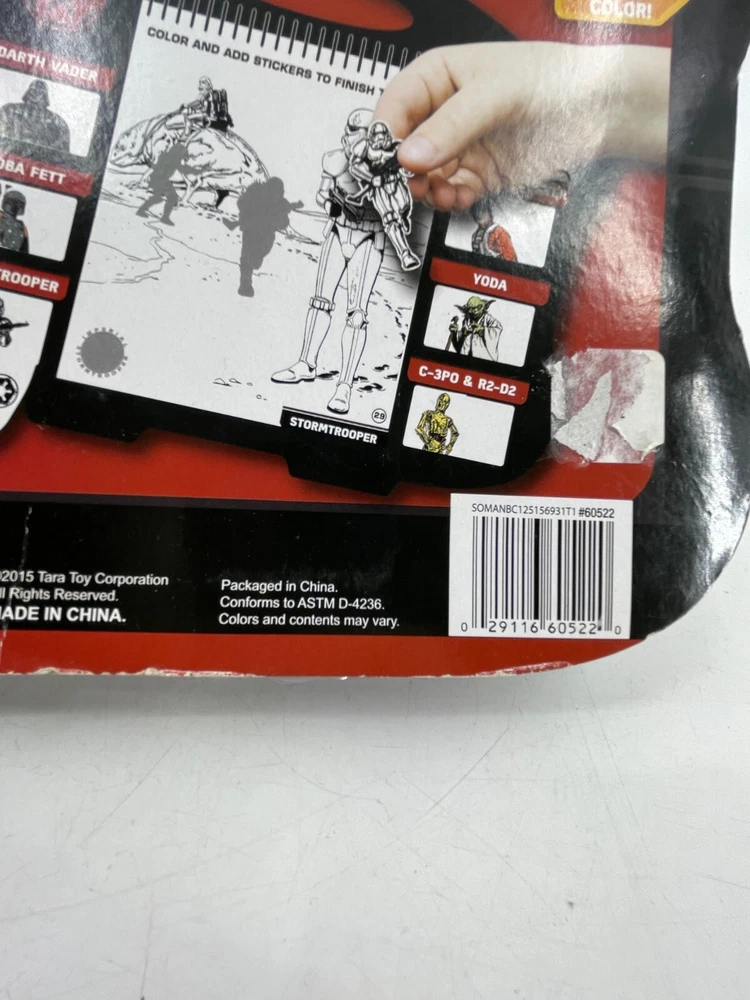 COLOR!
DARTH VADER
COLOR AND ADD STICKERS TO FINISH
OBA FETT
TROOPER
YODA
C-3PO & R2-D2
29
STORMTROOPER
SOMANBC125156931T1 #60522
©2015 Tara Toy Corporation
ll Rights Reserved.
MADE IN CHINA.
Packaged in China.
Conforms to ASTM D-4236.
Colors and contents may vary.
0 29116 60522 0